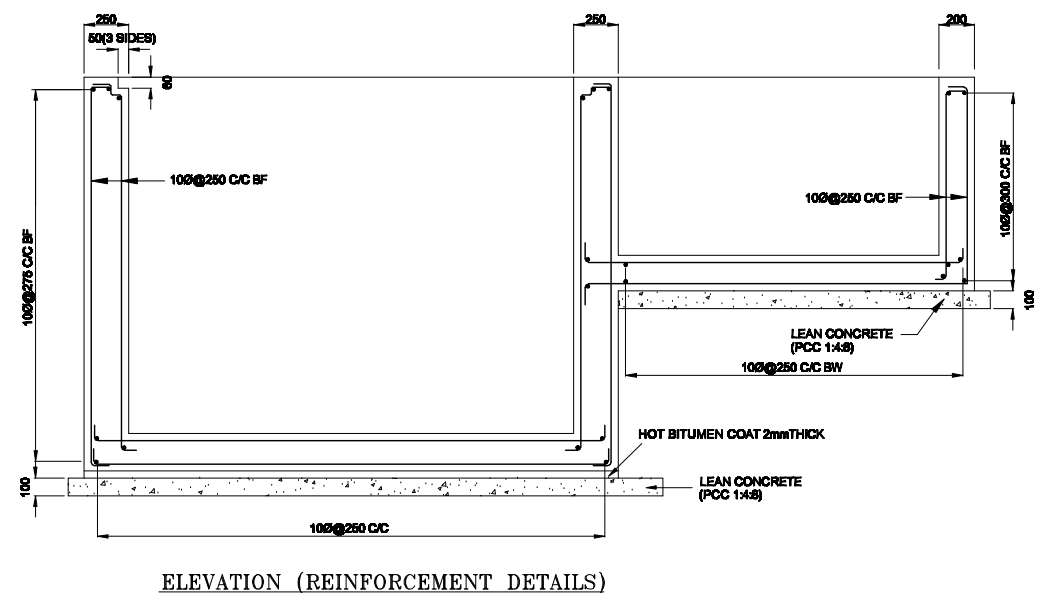 250
250
200
50(3 SIDES)
60
10Ø@250 C/C BF
10Ø@250 C/C BF
10Ø@300 C/C BF
10Ø@275 C/C BF
100
LEAN CONCRETE
(PCC 1:4:8)
10Ø@250 C/C BW
HOT BITUMEN COAT 2mmTHICK
100
LEAN CONCRETE
(PCC 1:4:8)
10Ø@250 C/C
ELEVATION (REINFORCEMENT DETAILS)